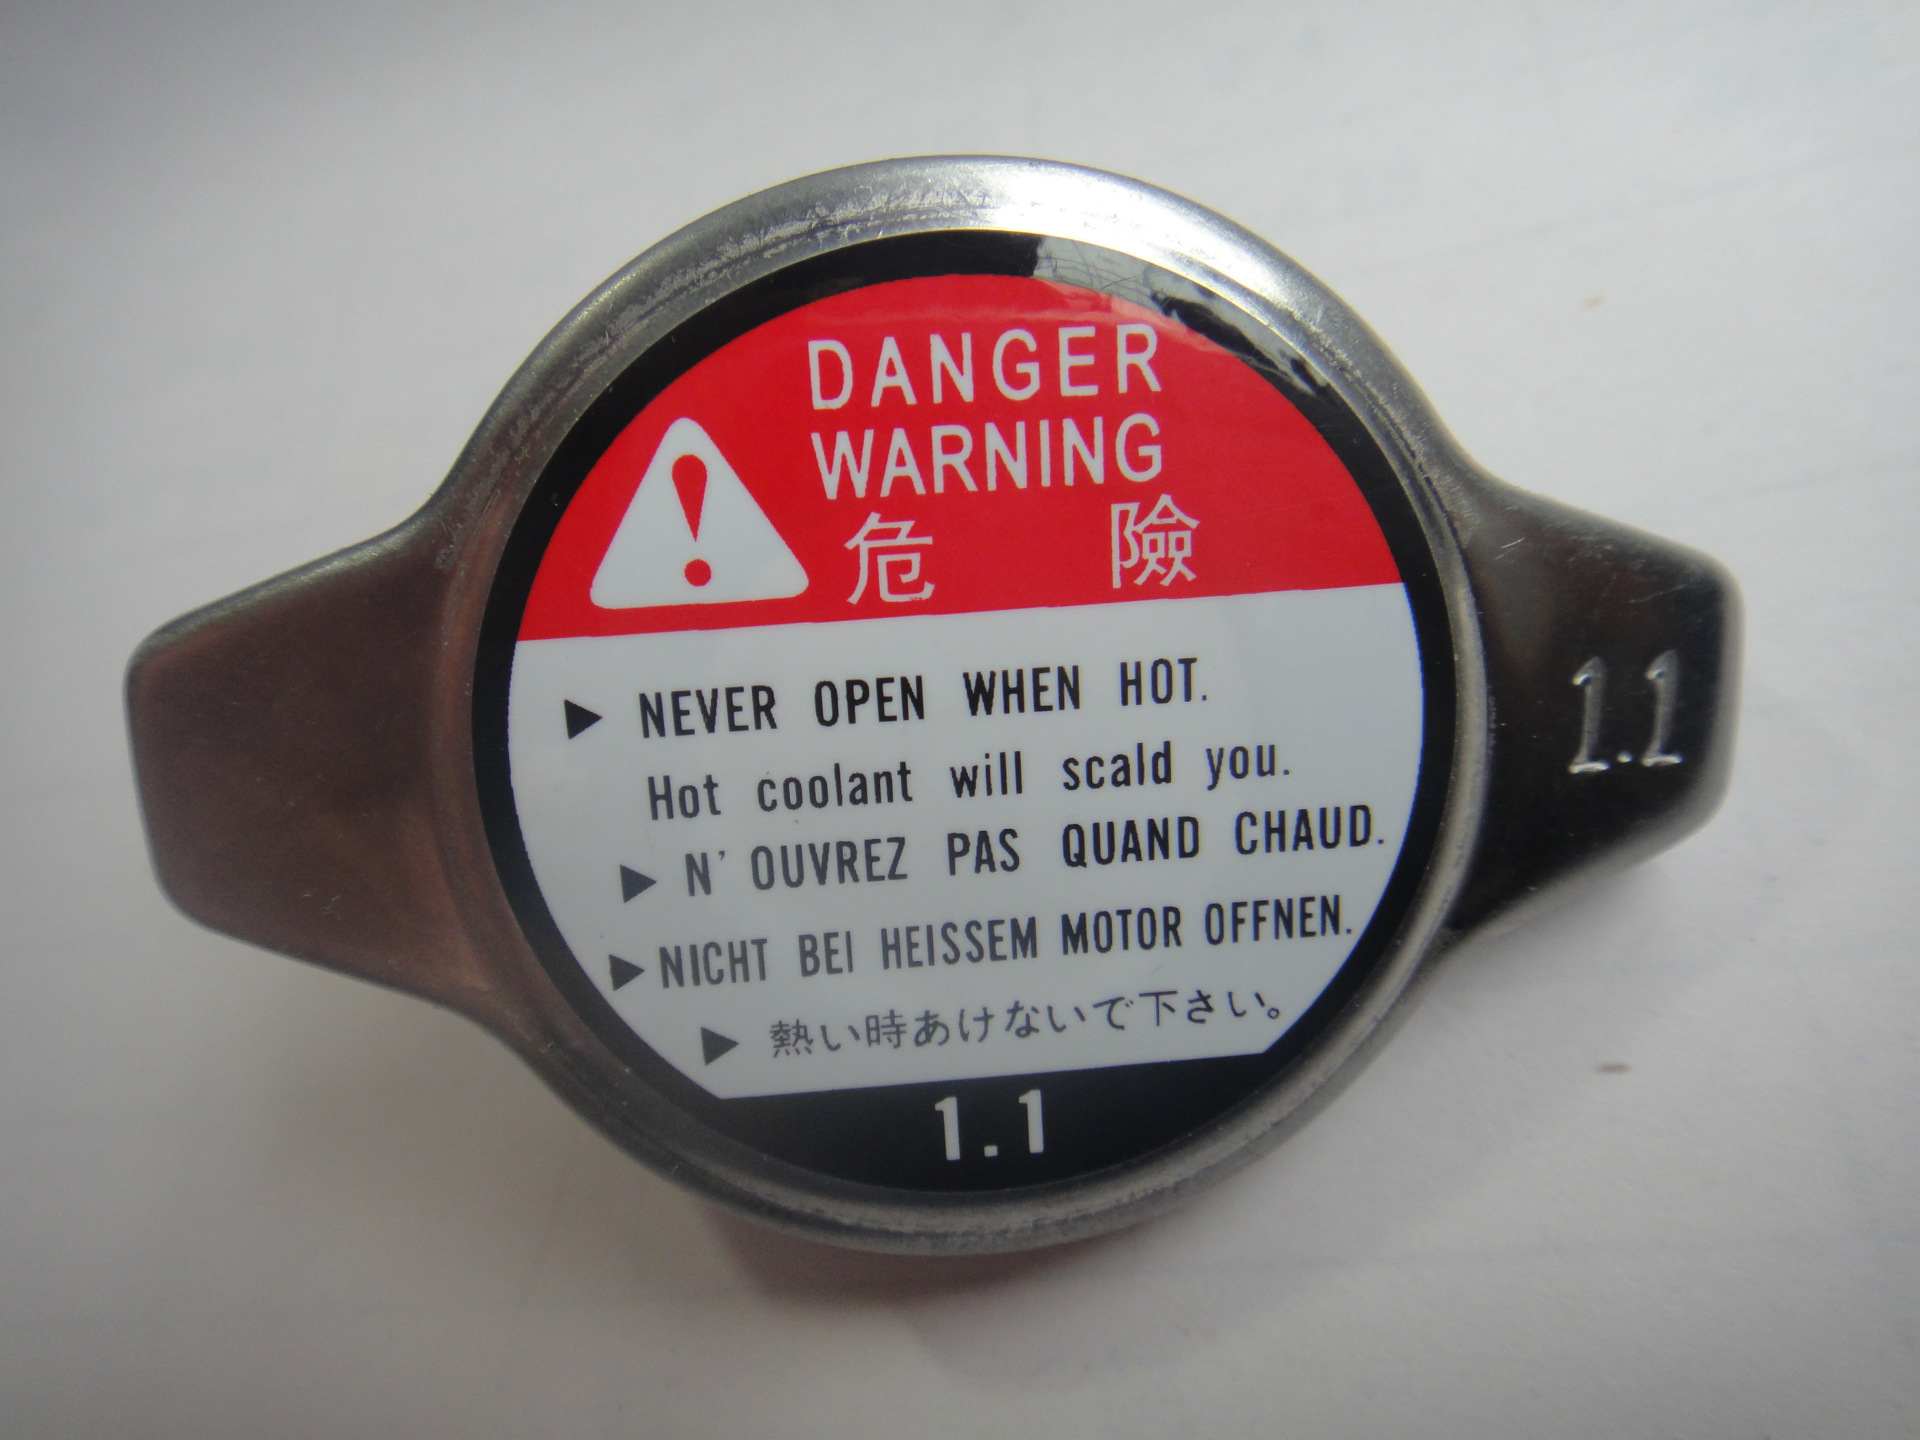 DANGER
WARNING
危 險
▶ NEVER OPEN WHEN HOT.
Hot coolant will scald you.
▶ N' OUVREZ PAS QUAND CHAUD.
▶ NICHT BEI HEISSEM MOTOR OFFNEN.
▶ 熱い時あけないで下さい。
1.1
1.1